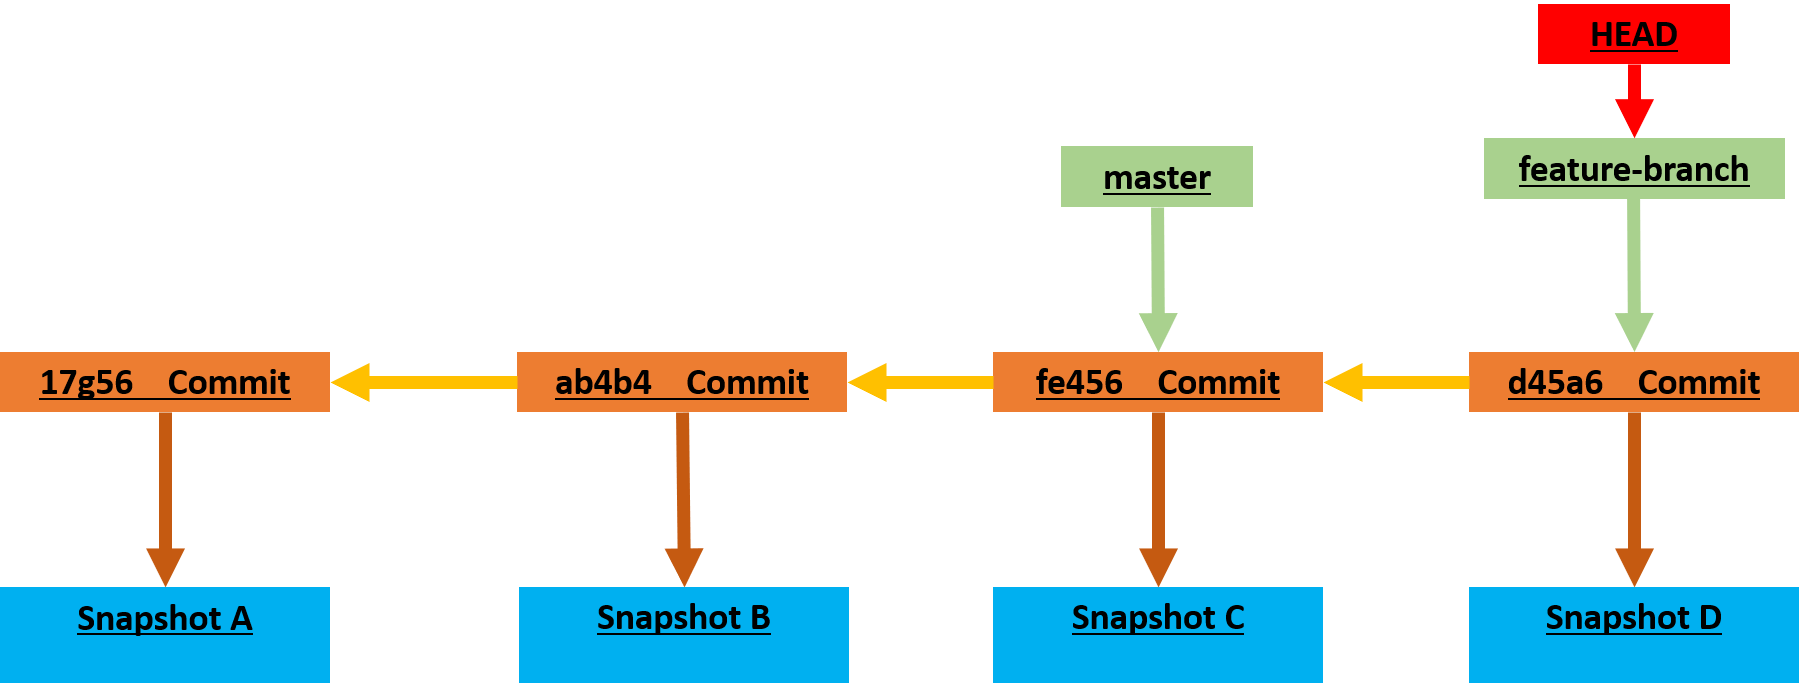 HEAD
master
feature-branch
17g56 Commit
ab4b4 Commit
fe456 Commit
d45a6 Commit
Snapshot A
Snapshot B
Snapshot C
Snapshot D